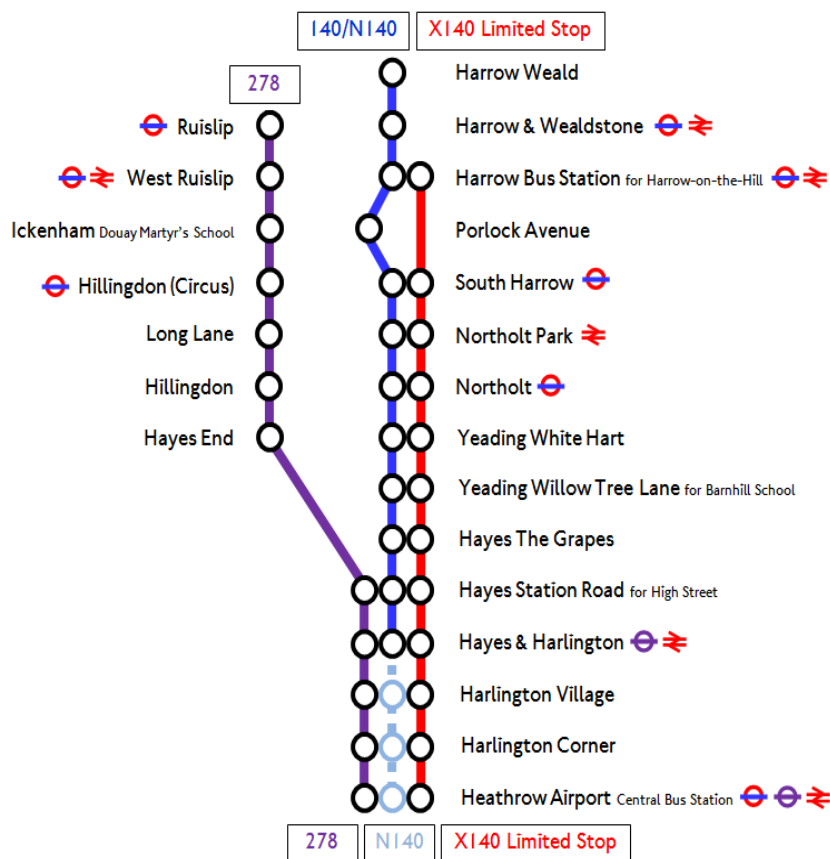 140/N140 X140 Limited Stop
278
Harrow Weald
Ruislip
Harrow & Wealdstone
West Ruislip
Harrow Bus Station for Harrow-on-the-Hill
Ickenham Douay Martyr's School
Porlock Avenue
Hillingdon (Circus)
South Harrow
Long Lane
Northolt Park
Hillingdon
Northolt
Hayes End
Yeading White Hart
Yeading Willow Tree Lane for Barnhill School
Hayes The Grapes
Hayes Station Road for High Street
Hayes & Harlington
Harlington Village
Harlington Corner
Heathrow Airport Central Bus Station
278 N140 X140 Limited Stop